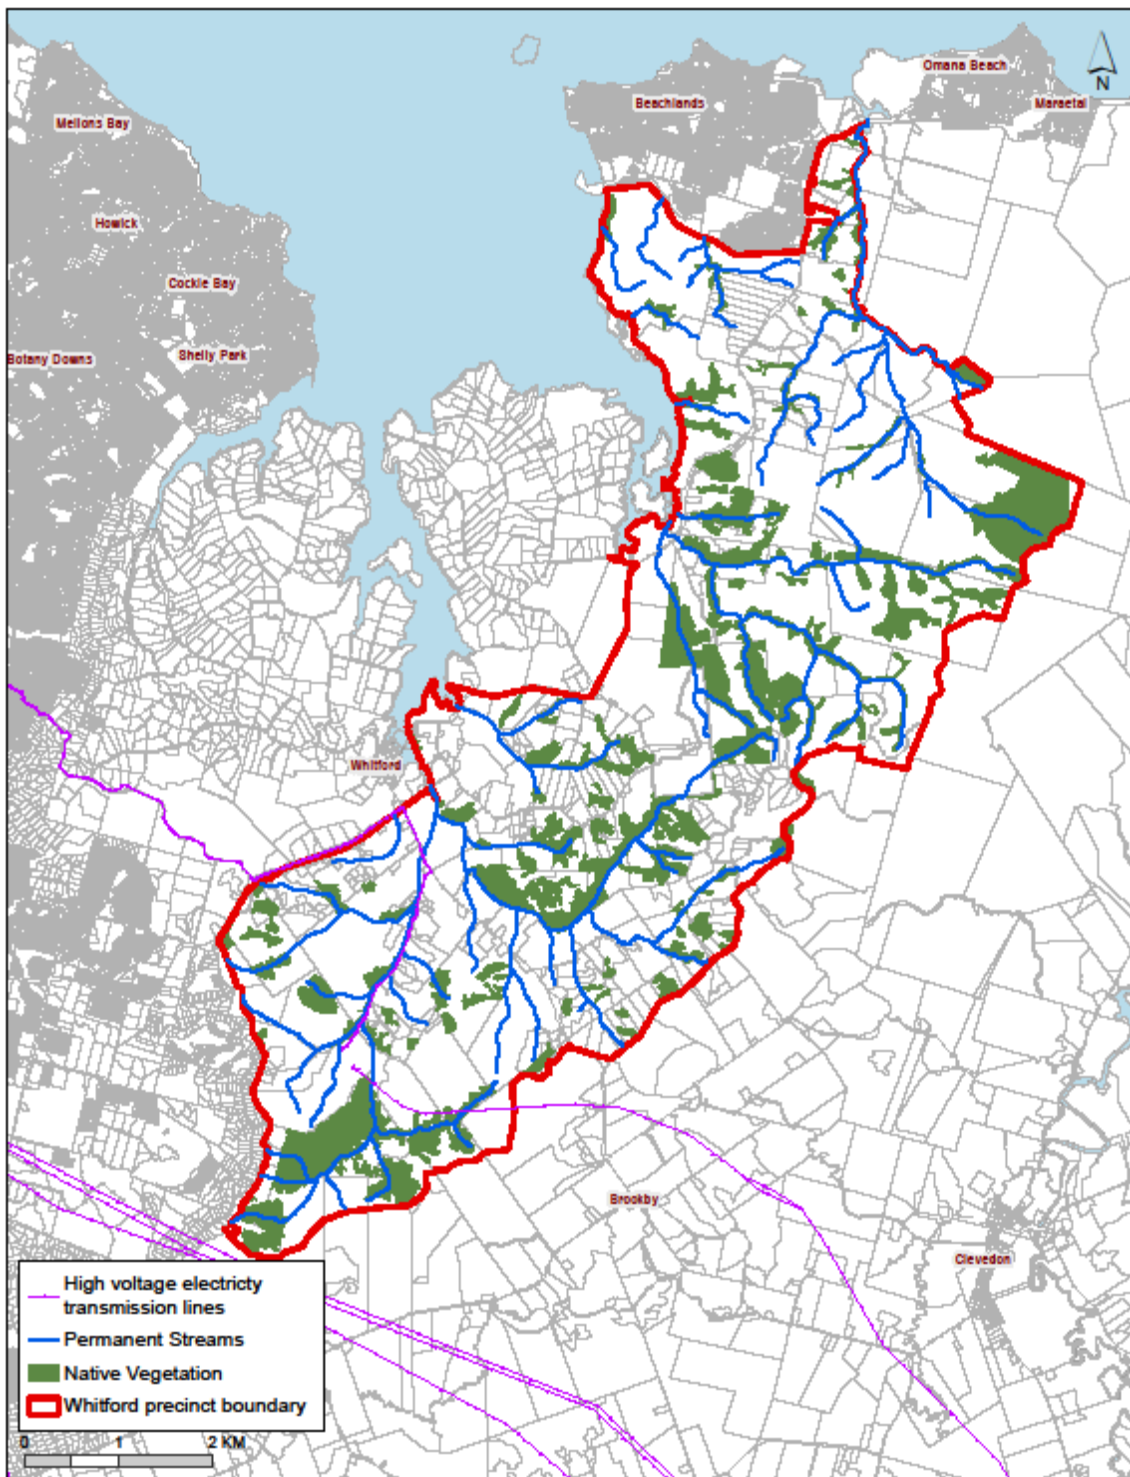 Omana Beach
Beachlands
Maraetai
Mellons Bay
N
Howick
Cockle Bay
Shelly Park
Botany Downs
Whitford
Brookby
Clevedon
High voltage electricty
transmission lines
Permanent Streams
Native Vegetation
Whitford precinct boundary
0 1 2 KM